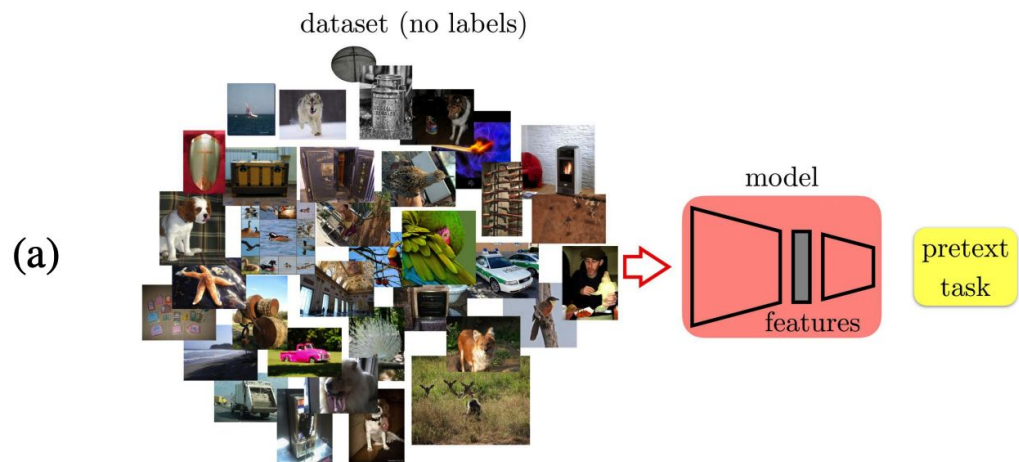 dataset (no labels)
(a)
model
features
pretext
task